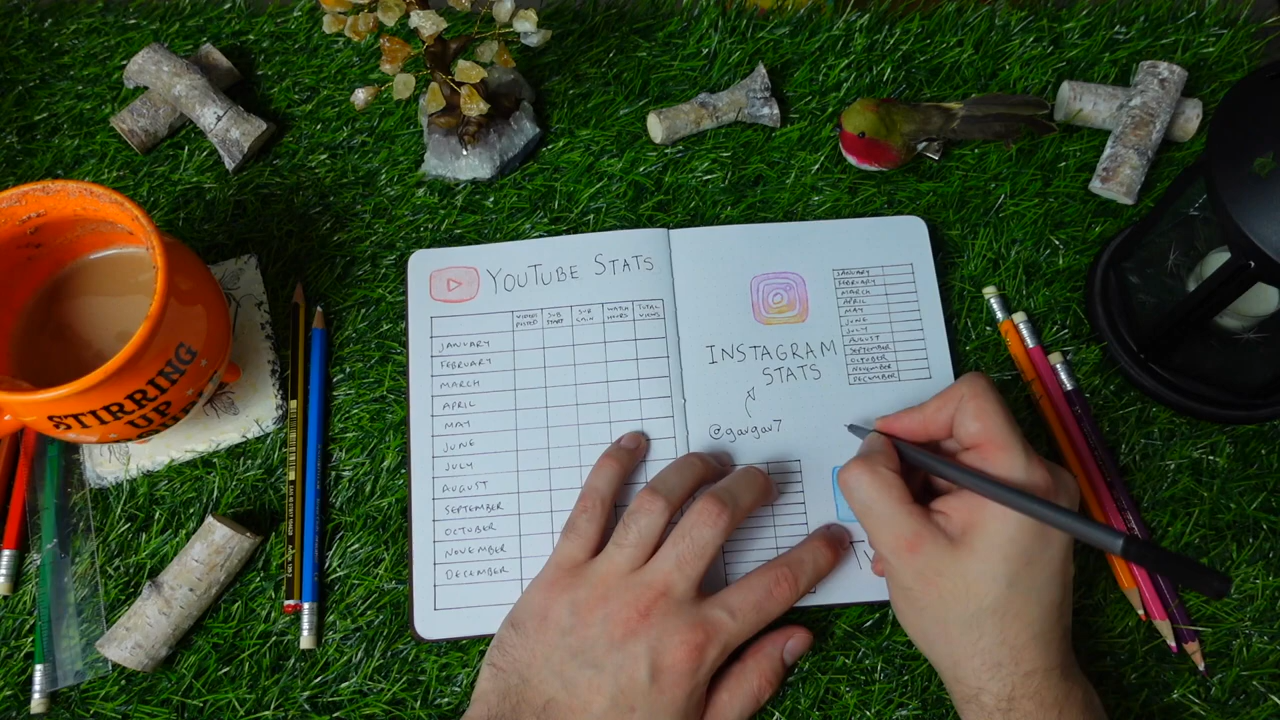 YOUTUBE STATS
VIDEOS POSTED SUB START SUB GAIN WATCH HOURS TOTAL VIEWS
JANUARY
FEBRUARY
MARCH
APRIL
MAY
JUNE
JULY
AUGUST
SEPTEMBER
OCTOBER
NOVEMBER
DECEMBER
JANUARY
FEBRUARY
MARCH
APRIL
MAY
JUNE
JULY
AUGUST
SEPTEMBER
OCTOBER
NOVEMBER
DECEMBER
INSTAGRAM
STATS
@gavgav7
STIRRING
UP